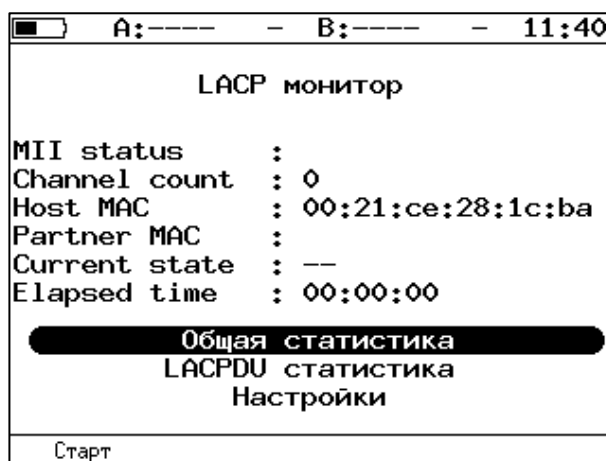 A:---- - B:---- - 11:40
LACP монитор
MII status :
Channel count : 0
Host MAC : 00:21:ce:28:1c:ba
Partner MAC :
Current state : --
Elapsed time : 00:00:00
Общая статистика
LACPDU статистика
Настройки
Старт